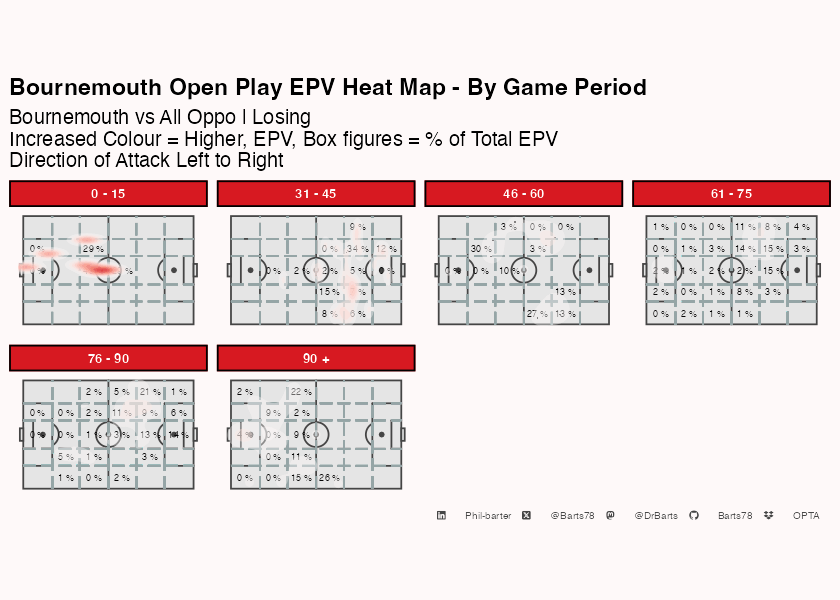 Bournemouth Open Play EPV Heat Map - By Game Period
Bournemouth vs All Oppo | Losing
Increased Colour = Higher, EPV, Box figures = % of Total EPV
Direction of Attack Left to Right
0 - 15 31 - 45 46 - 60 61 - 75
9 % 3 % 0 % 0 % 1 % 0 % 0 % 11 % 8 % 4 %
29 % 0 % 34 % 12 % 30 % 3 % 0 % 1 % 3 % 14 % 15 % 3 %
% 0 % 2 % 2 % 5 % 0 % 10 % 1 % 2 % 2 % 15 %
15 % 13 % 2 % 0 % 1 % 8 % 3 %
8 % 6 % 27 % 13 % 0 % 2 % 1 % 1 %
76 - 90 90 +
2 % 5 % 21 % 1 % 2 % 22 %
0 % 0 % 2 % 11 % 9 % 6 % 9 % 2 %
0 % 0 % 1 % 3 % 13 % 14 % 0 % 9 %
5 % 1 % 3 % 0 % 11 %
1 % 0 % 2 % 0 % 0 % 15 % 26 %
Phil-barter @Barts78 @DrBarts Barts78 OPTA